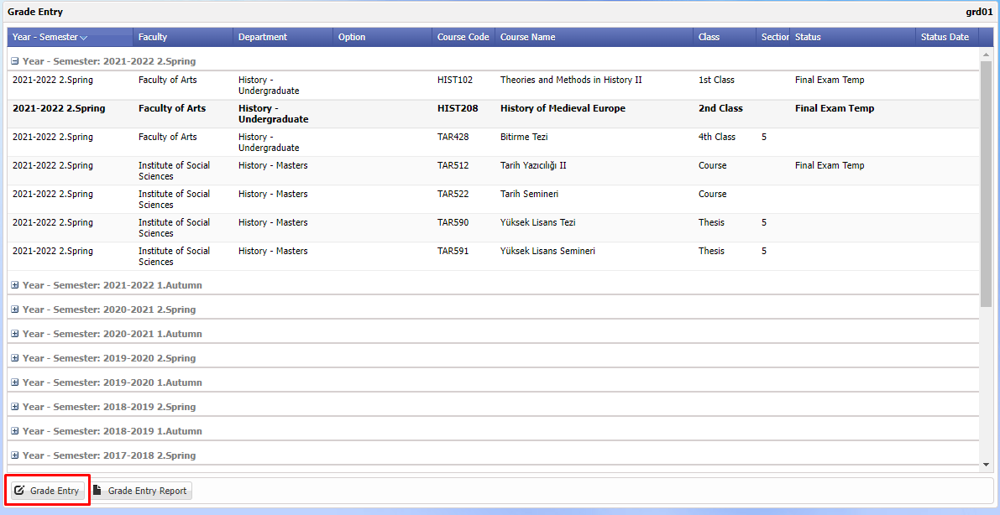 Grade Entry grd01
Year - Semester Faculty Department Option Course Code Course Name Class Section Status Status Date
Year - Semester: 2021-2022 2.Spring
2021-2022 2.Spring Faculty of Arts History - HIST102 Theories and Methods in History II 1st Class Final Exam Temp
Undergraduate
2021-2022 2.Spring Faculty of Arts History - HIST208 History of Medieval Europe 2nd Class Final Exam Temp
Undergraduate
2021-2022 2.Spring Faculty of Arts History - TAR428 Bitirme Tezi 4th Class 5
Undergraduate
2021-2022 2.Spring Institute of Social History - Masters TAR512 Tarih Yazıcılığı II Course Final Exam Temp
Sciences
2021-2022 2.Spring Institute of Social History - Masters TAR522 Tarih Semineri Course
Sciences
2021-2022 2.Spring Institute of Social History - Masters TAR590 Yüksek Lisans Tezi Thesis 5
Sciences
2021-2022 2.Spring Institute of Social History - Masters TAR591 Yüksek Lisans Semineri Thesis 5
Sciences
Year - Semester: 2021-2022 1.Autumn
Year - Semester: 2020-2021 2.Spring
Year - Semester: 2020-2021 1.Autumn
Year - Semester: 2019-2020 2.Spring
Year - Semester: 2019-2020 1.Autumn
Year - Semester: 2018-2019 2.Spring
Year - Semester: 2018-2019 1.Autumn
Year - Semester: 2017-2018 2.Spring
Grade Entry Grade Entry Report